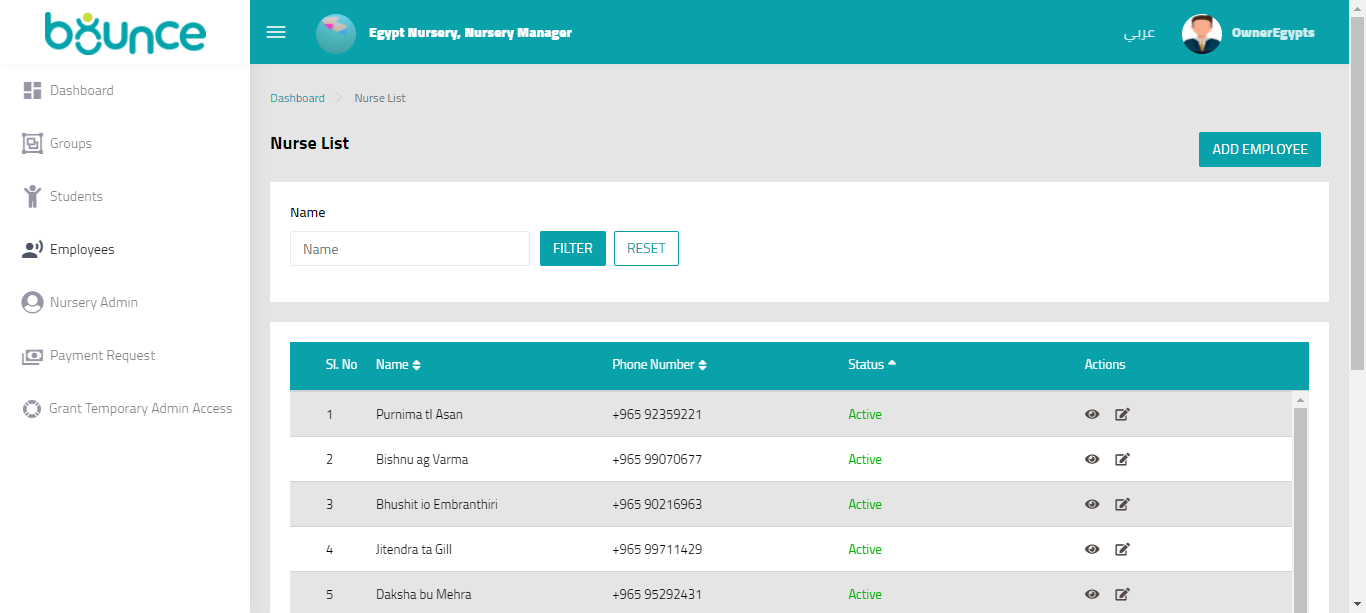 bounce
Egypt Nursery, Nursery Manager
عربي
OwnerEgypts
Dashboard
Groups
Students
Employees
Nursery Admin
Payment Request
Grant Temporary Admin Access
Dashboard > Nurse List
Nurse List
ADD EMPLOYEE
Name
Name
FILTER
RESET
Sl. No Name Phone Number Status Actions
1 Purnima tl Asan +965 92359221 Active
2 Bishnu ag Varma +965 99070677 Active
3 Bhushit io Embranthiri +965 90216963 Active
4 Jitendra ta Gill +965 99711429 Active
5 Daksha bu Mehra +965 95292431 Active